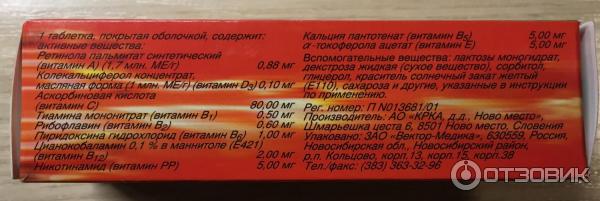 1 таблетка, покрытая оболочкой, содержит:
активные вещества:
Ретинола пальмитат синтетический
(витамин А) (1,7 млн. МЕ/г) 0,88 мг
Колекальциферол концентрат,
масляная форма (1 млн. МЕ/г) (витамин D₃) 0,10 мг
Аскорбиновая кислота
(витамин С) 60,00 мг
Тиамина мононитрат (витамин B₁) 0,50 мг
Рибофлавин (витамин B₂) 0,60 мг
Пиридоксина гидрохлорид (витамин B₆) 1,00 мг
Цианокобаламин 0,1 % в маннитоле (Е421)
(витамин B₁₂) 2,00 мг
Никотинамид (витамин РР) 5,00 мг
Кальция пантотенат (витамин B₅) 5,00 мг
α-токоферола ацетат (витамин Е) 5,00 мг
Вспомогательные вещества: лактозы моногидрат,
декстроза жидкая (сухое вещество), сорбитол,
глицерол, краситель солнечный закат желтый
(Е110), сахароза и другие, указанные в инструкции
по применению.
Рег. номер: П N013681/01
Производитель: АО «КРКА, д.д., Ново место»,
Шмарьешка цеста 6, 8501 Ново место, Словения
Упаковано: ЗАО «Вектор-Медика», 630559, Россия,
Новосибирская обл., Новосибирский район,
р.п. Кольцово, корп.13, корп.15, корп.38
Тел./факс: (383) 363-32-96
ОТЗОВИК